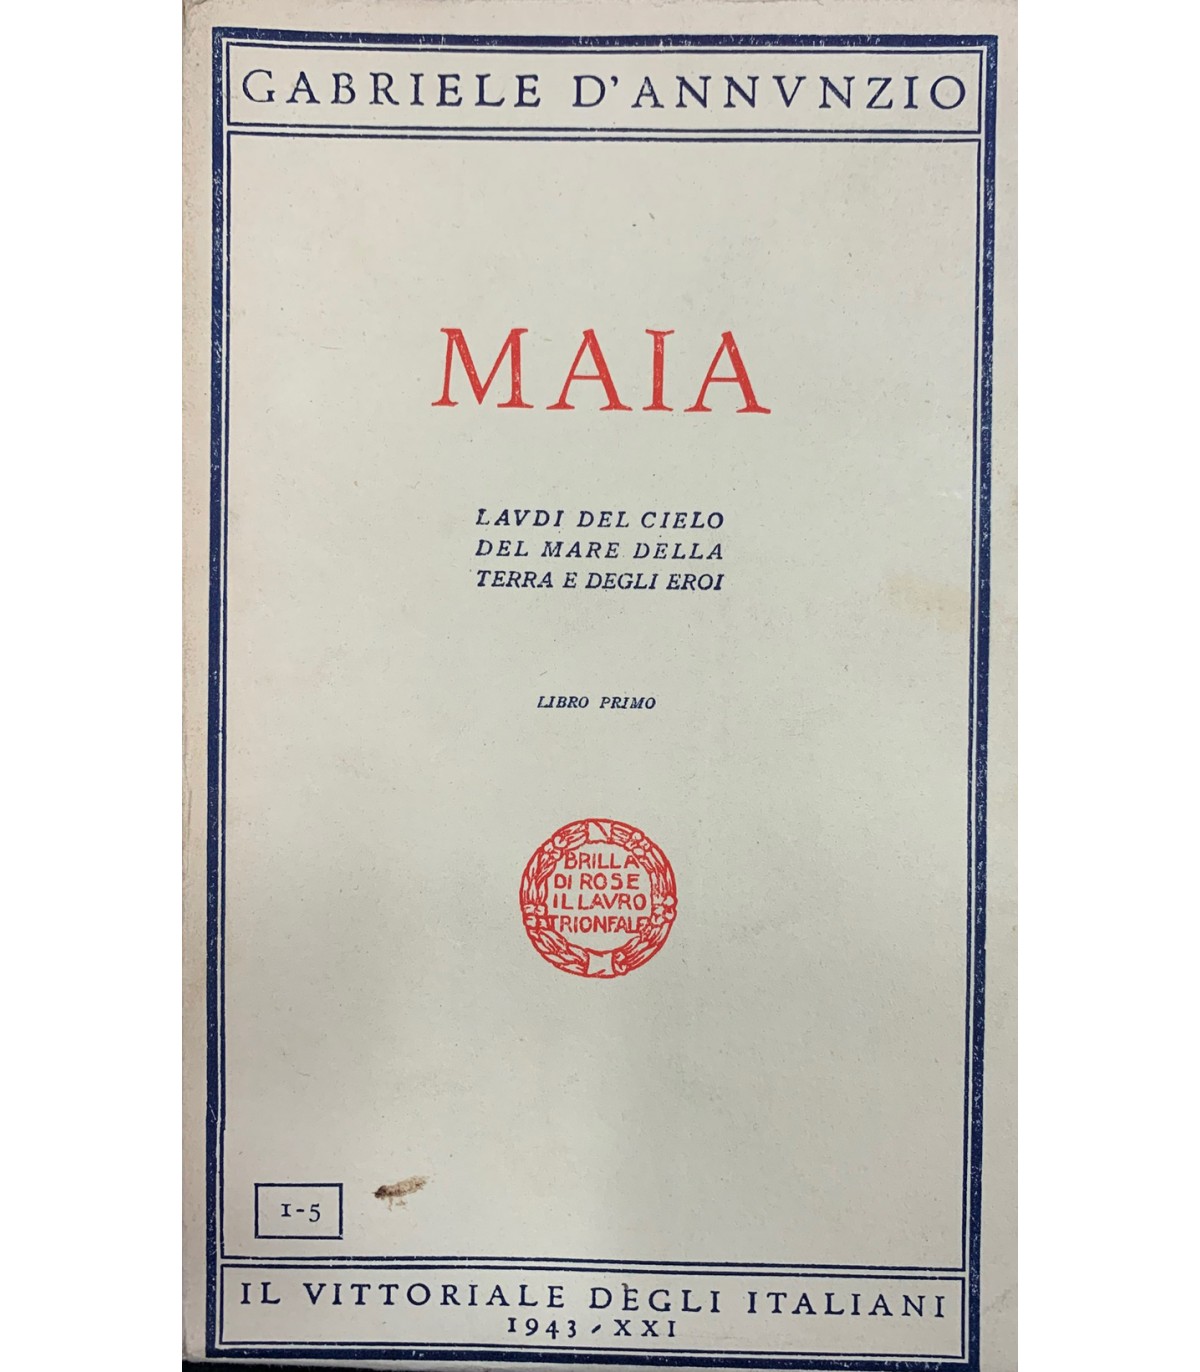 GABRIELE D'ANNVNZIO
MAIA
LAVDI DEL CIELO
DEL MARE DELLA
TERRA E DEGLI EROI
LIBRO PRIMO
BRILLA
DI ROSE
IL LAVRO
TRIONFALE
I-5
IL VITTORIALE DEGLI ITALIANI
1943-XXI